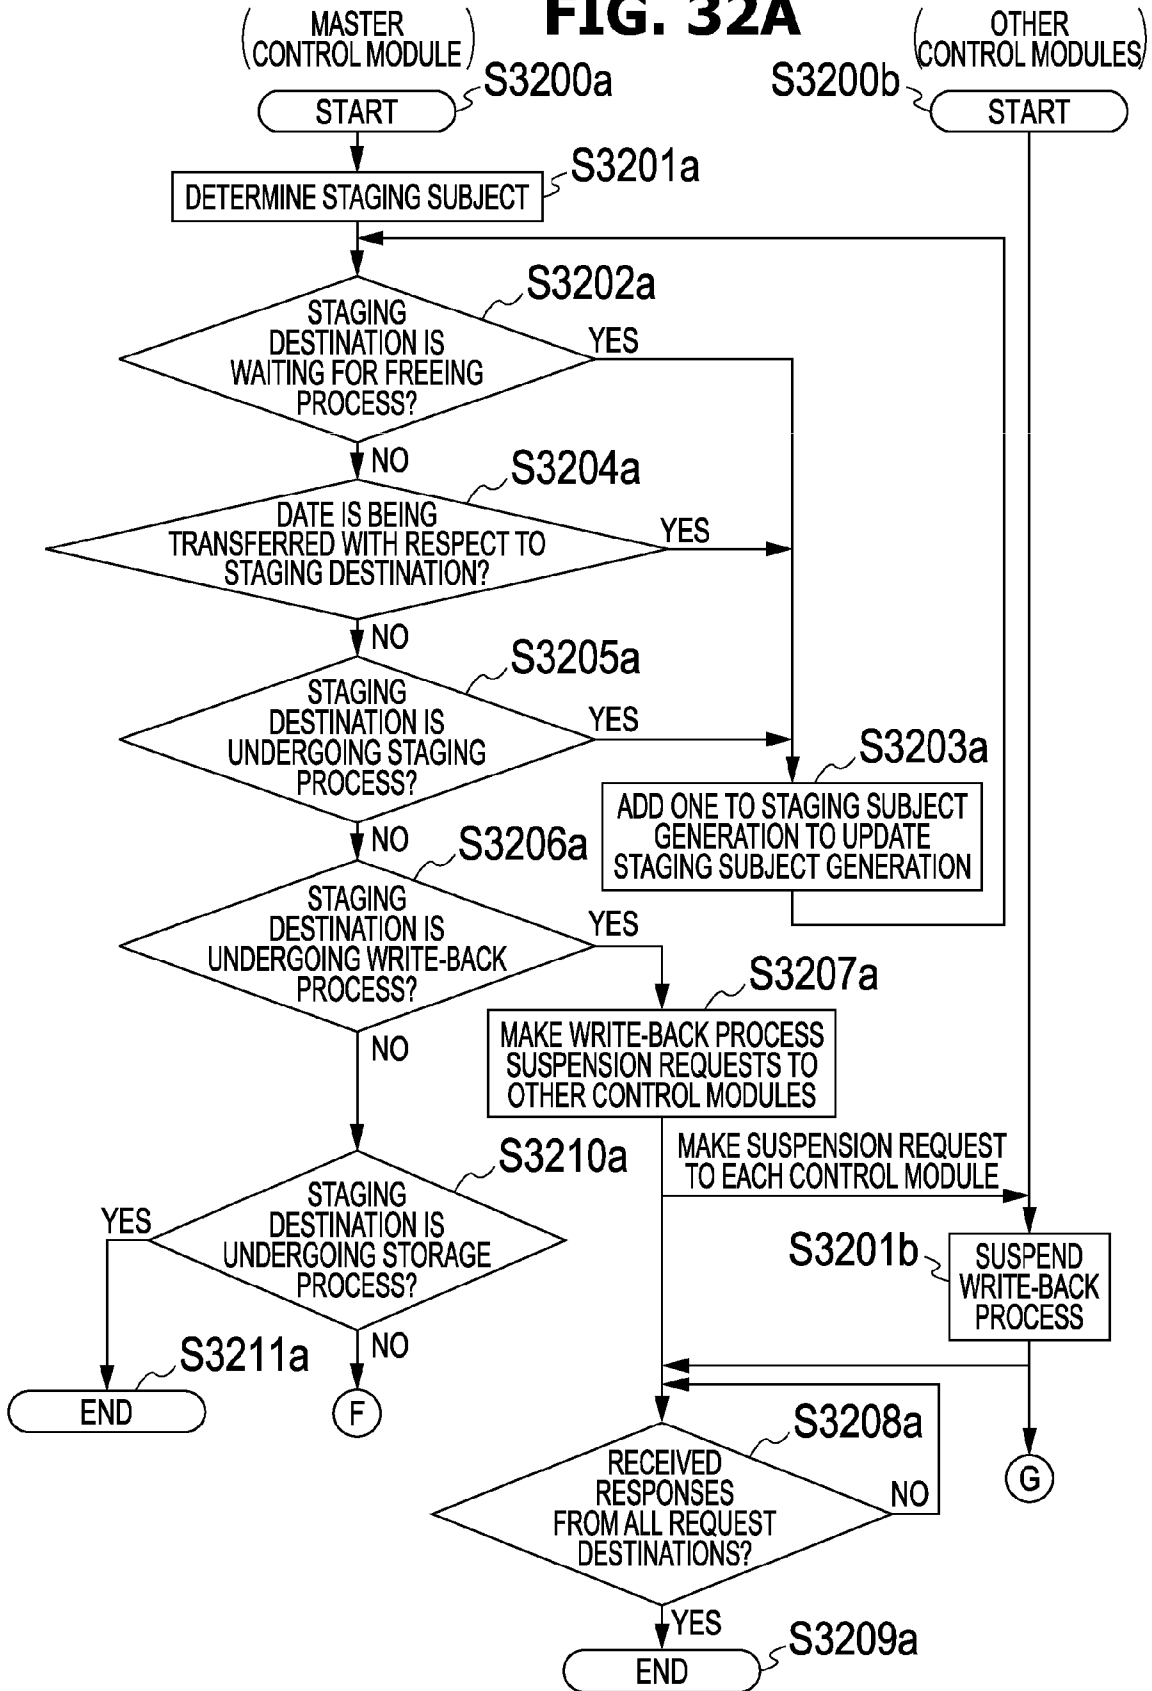 FIG. 32A
(MASTER
CONTROL MODULE)
(OTHER
CONTROL MODULES)
S3200a
START
S3200b
START
S3201a
DETERMINE STAGING SUBJECT
S3202a
STAGING
DESTINATION IS
WAITING FOR FREEING
PROCESS?
YES
NO
S3204a
DATE IS BEING
TRANSFERRED WITH RESPECT TO
STAGING DESTINATION?
YES
NO
S3205a
STAGING
DESTINATION IS
UNDERGOING STAGING
PROCESS?
YES
NO
S3203a
ADD ONE TO STAGING SUBJECT
GENERATION TO UPDATE
STAGING SUBJECT GENERATION
S3206a
STAGING
DESTINATION IS
UNDERGOING WRITE-BACK
PROCESS?
YES
NO
S3207a
MAKE WRITE-BACK PROCESS
SUSPENSION REQUESTS TO
OTHER CONTROL MODULES
MAKE SUSPENSION REQUEST
TO EACH CONTROL MODULE
S3210a
STAGING
DESTINATION IS
UNDERGOING STORAGE
PROCESS?
YES
NO
S3201b
SUSPEND
WRITE-BACK
PROCESS
S3211a
END
F
S3208a
RECEIVED
RESPONSES
FROM ALL REQUEST
DESTINATIONS?
NO
G
YES
S3209a
END